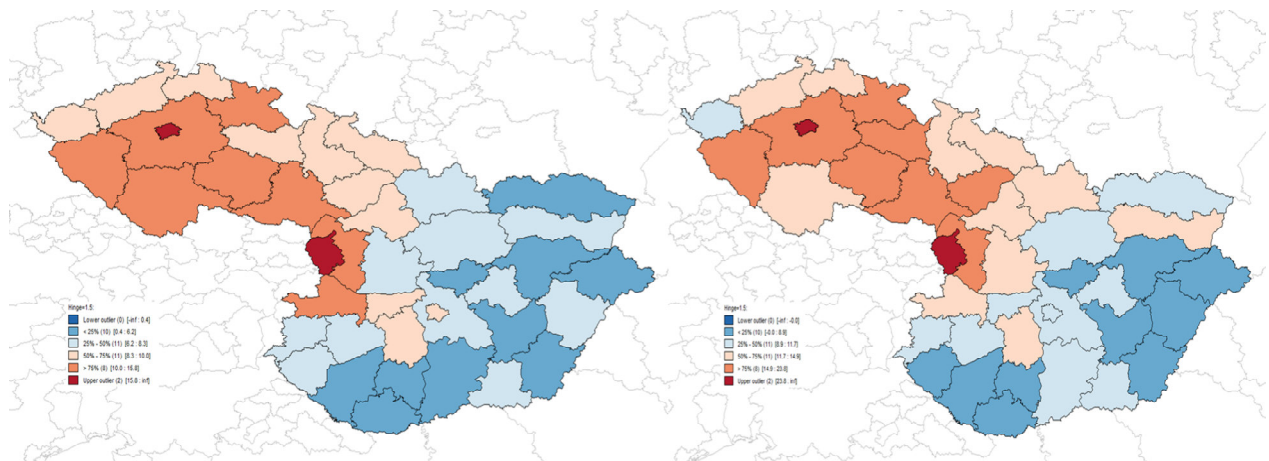 Hinge=1.5:
Lower outlier (0) [-inf : 0.4]
< 25% (10) [0.4 : 6.2]
25% - 50% (11) [6.2 : 8.3]
50% - 75% (11) [8.3 : 10.0]
> 75% (8) [10.0 : 15.8]
Upper outlier (2) [15.8 : inf]
Hinge=1.5:
Lower outlier (0) [-inf : -0.0]
< 25% (10) [-0.0 : 8.9]
25% - 50% (11) [8.9 : 11.7]
50% - 75% (11) [11.7 : 14.9]
> 75% (8) [14.9 : 23.8]
Upper outlier (2) [23.8 : inf]